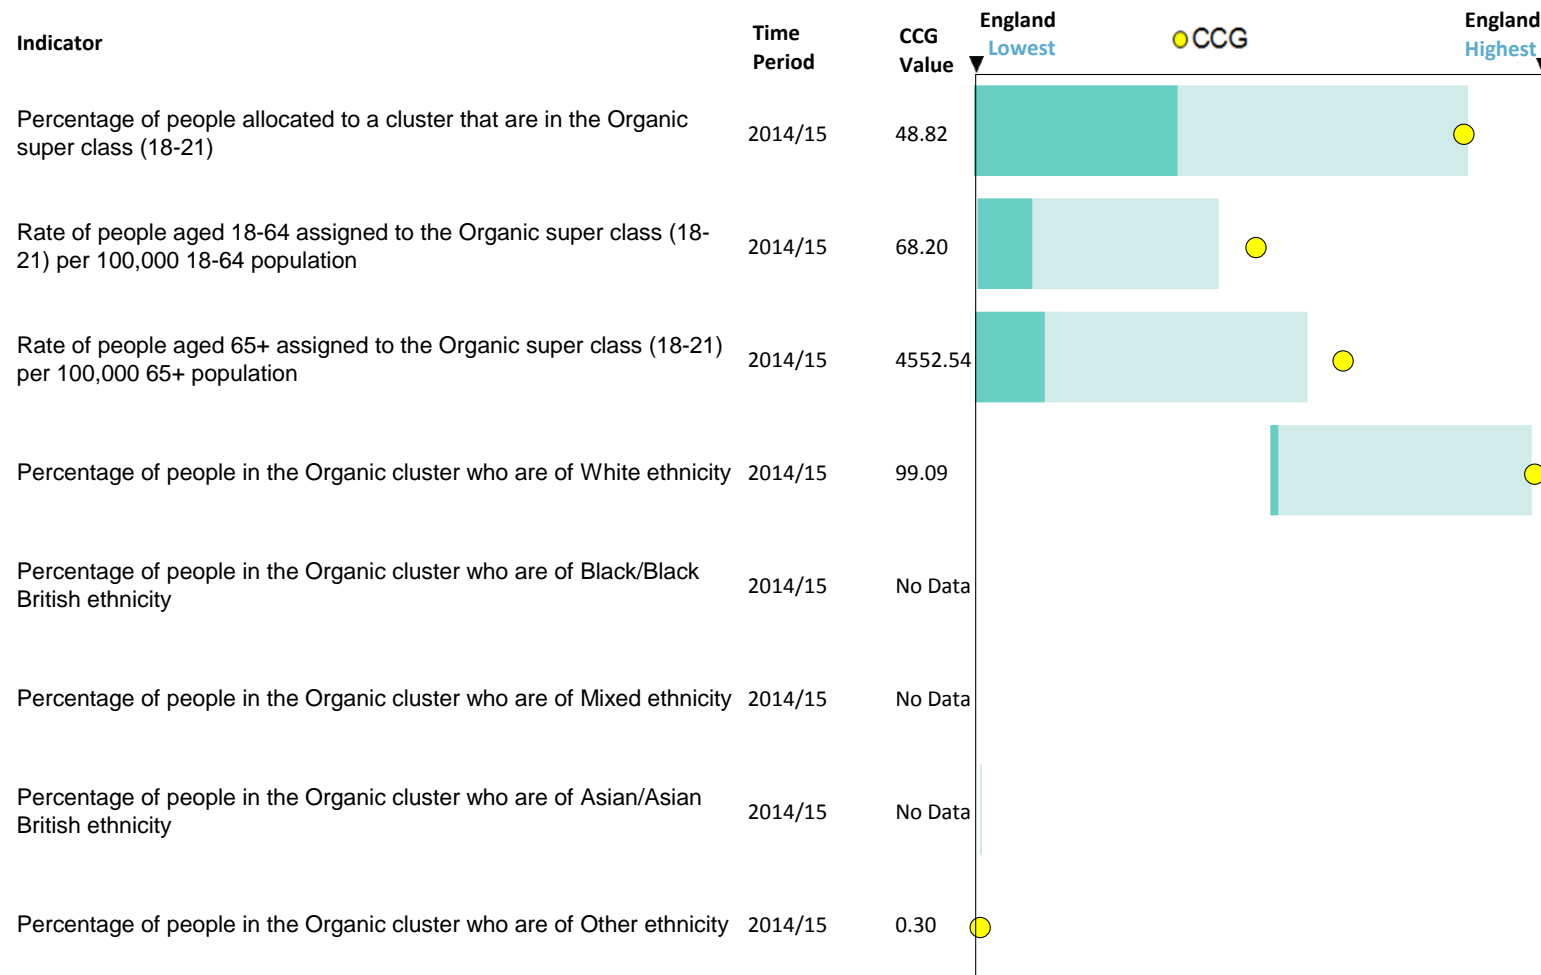 Indicator
Time
Period
CCG
Value
England
Lowest
CCG
England
Highest
Percentage of people allocated to a cluster that are in the Organic
super class (18-21)
2014/15
48.82
Rate of people aged 18-64 assigned to the Organic super class (18-
21) per 100,000 18-64 population
2014/15
68.20
Rate of people aged 65+ assigned to the Organic super class (18-21)
per 100,000 65+ population
2014/15
4552.54
Percentage of people in the Organic cluster who are of White ethnicity
2014/15
99.09
Percentage of people in the Organic cluster who are of Black/Black
British ethnicity
2014/15
No Data
Percentage of people in the Organic cluster who are of Mixed ethnicity
2014/15
No Data
Percentage of people in the Organic cluster who are of Asian/Asian
British ethnicity
2014/15
No Data
Percentage of people in the Organic cluster who are of Other ethnicity
2014/15
0.30